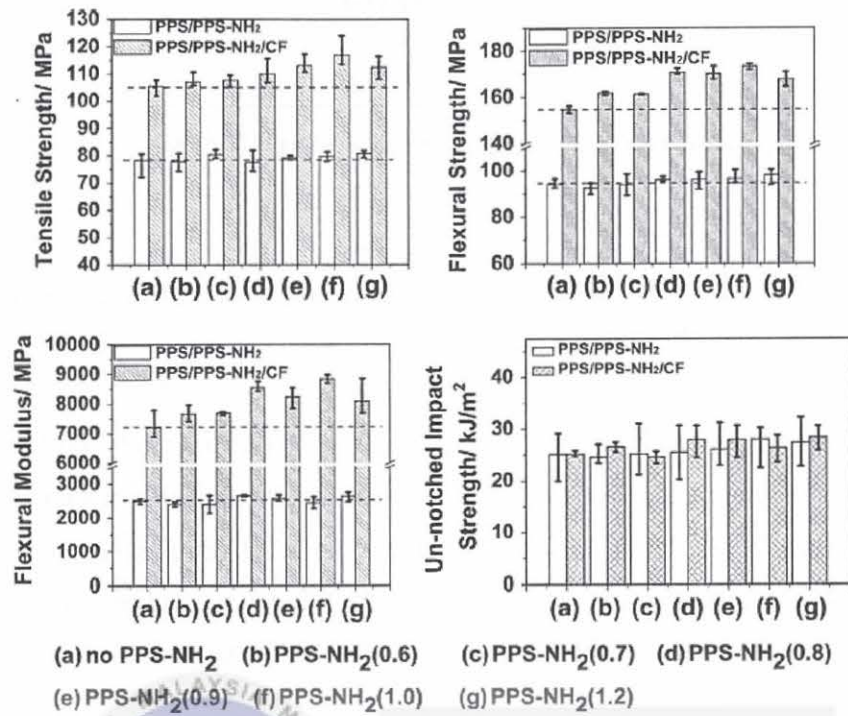 Tensile Strength/ MPa
130
120
110
100
90
80
70
60
50
40
PPS/PPS-NH₂
PPS/PPS-NH₂/CF
(a) (b) (c) (d) (e) (f) (g)
Flexural Strength/ MPa
180
160
140
100
80
60
PPS/PPS-NH₂
PPS/PPS-NH₂/CF
(a) (b) (c) (d) (e) (f) (g)
Flexural Modulus/ MPa
10000
9000
8000
7000
6000
3000
2000
1000
0
PPS/PPS-NH₂
PPS/PPS-NH₂/CF
(a) (b) (c) (d) (e) (f) (g)
Un-notched Impact
Strength/ kJ/m²
40
30
20
10
0
PPS/PPS-NH₂
PPS/PPS-NH₂/CF
(a) (b) (c) (d) (e) (f) (g)
(a) no PPS-NH₂ (b) PPS-NH₂(0.6) (c) PPS-NH₂(0.7) (d) PPS-NH₂(0.8)
(e) PPS-NH₂(0.9) (f) PPS-NH₂(1.0) (g) PPS-NH₂(1.2)
MALAYSIA